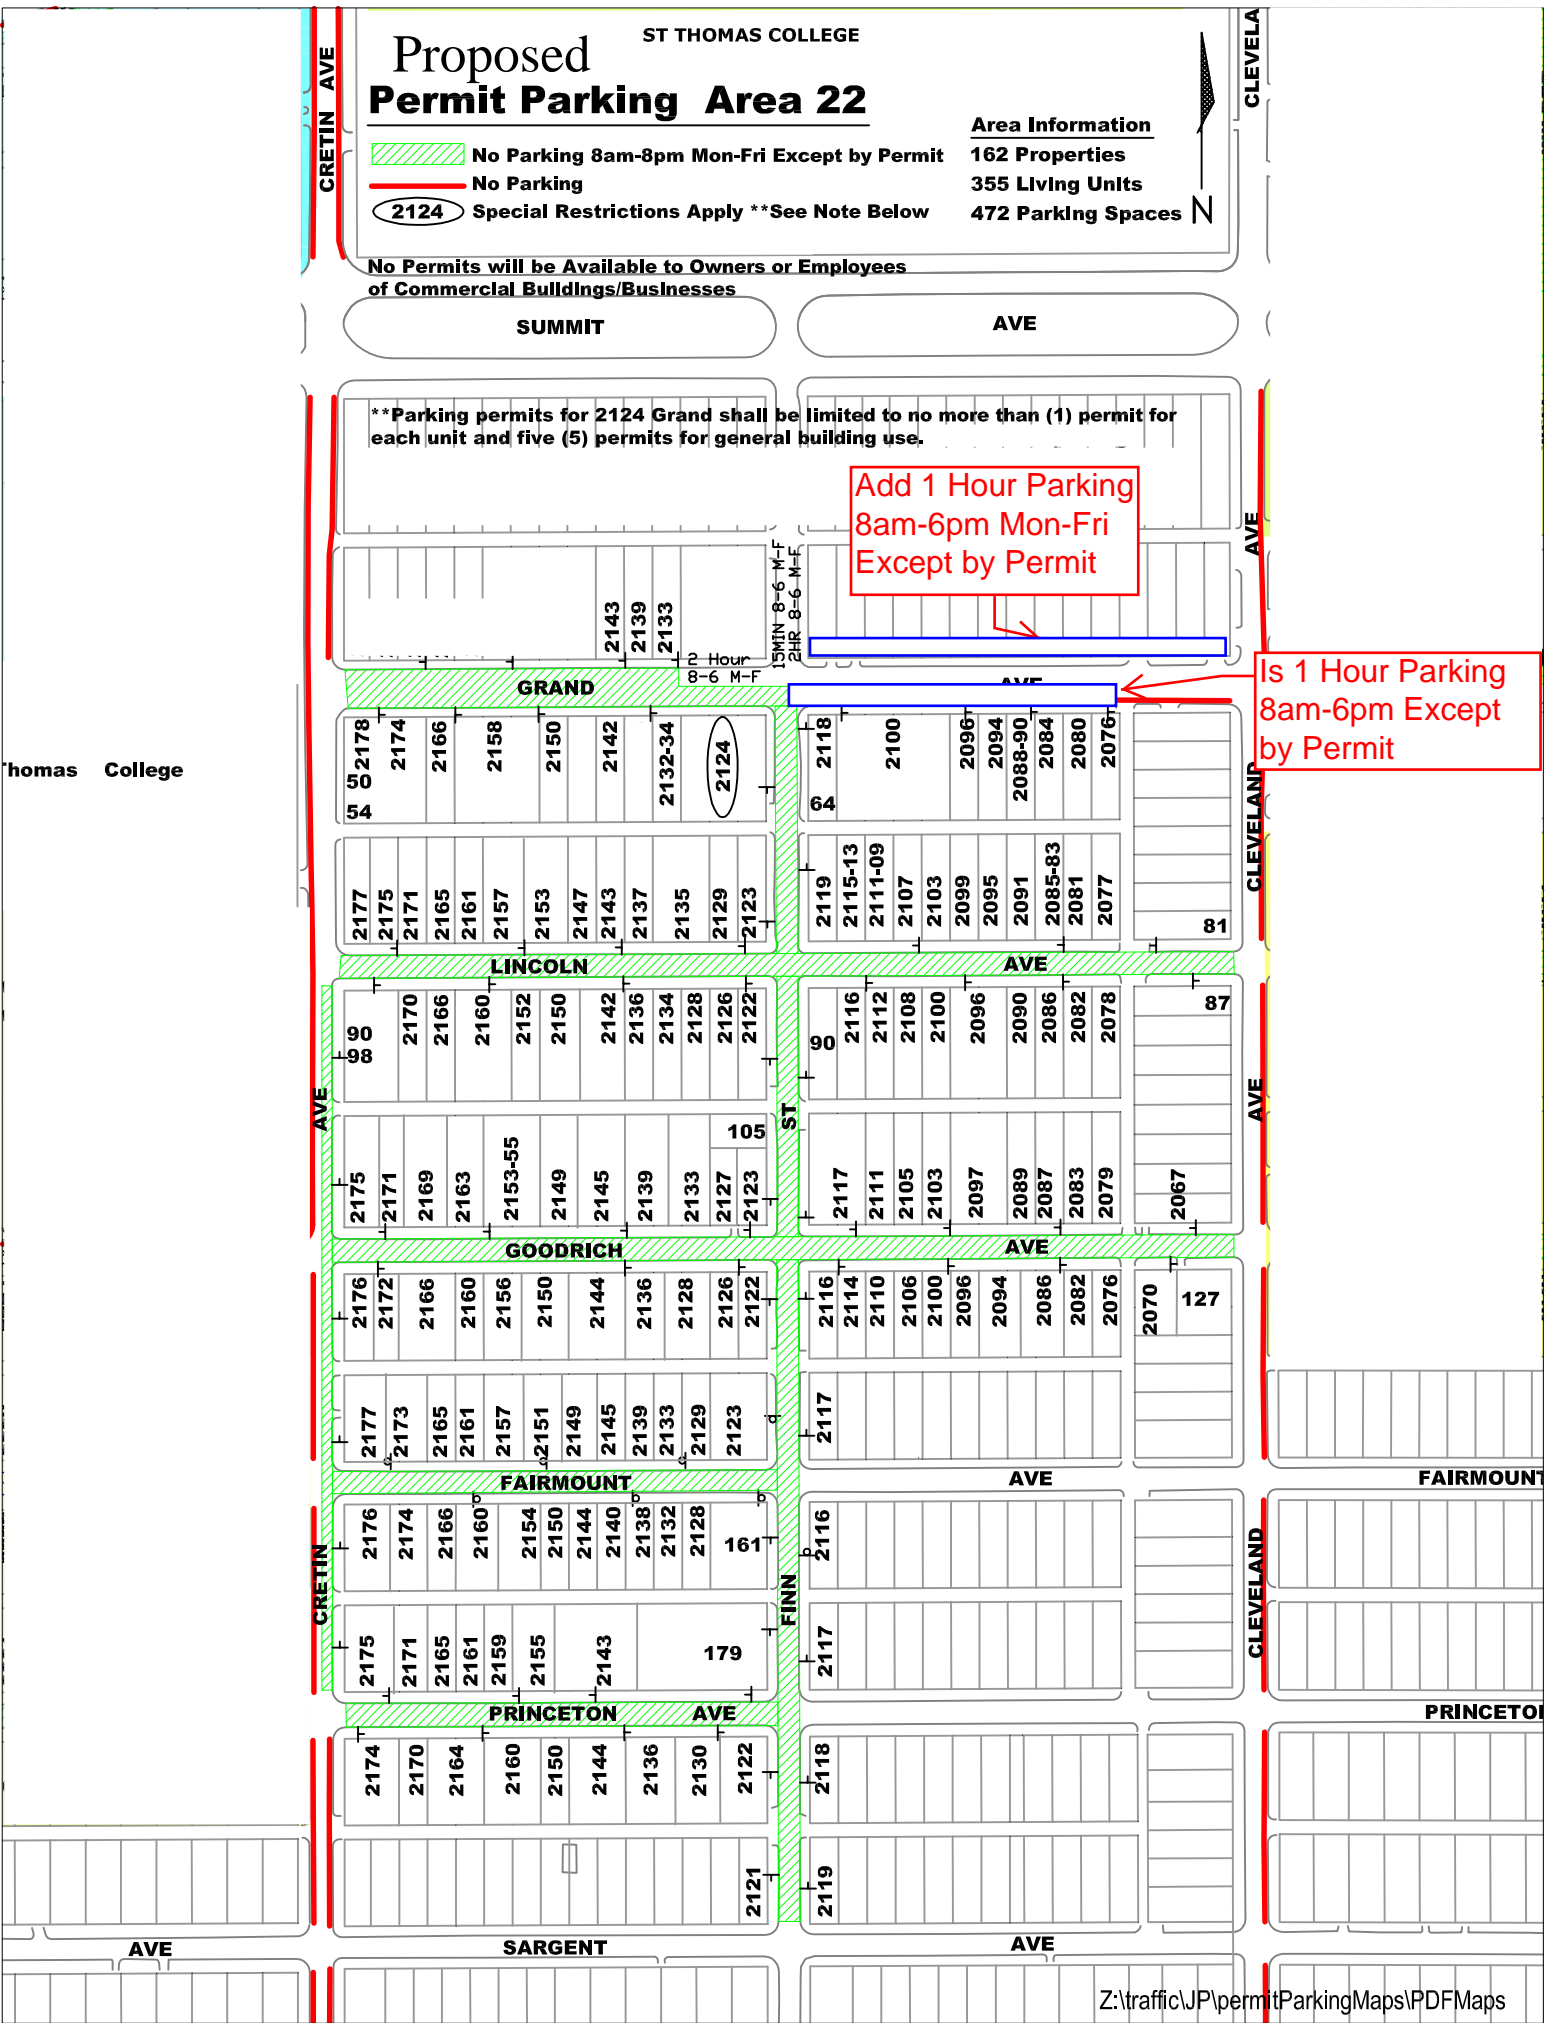 ST THOMAS COLLEGE
Proposed
Permit Parking Area 22
No Parking 8am-8pm Mon-Fri Except by Permit
No Parking
2124 Special Restrictions Apply **See Note Below
Area Information
162 Properties
355 Living Units
472 Parking Spaces
N
CRETIN AVE
CLEVELA
No Permits will be Available to Owners or Employees
of Commercial Buildings/Businesses
SUMMIT AVE
**Parking permits for 2124 Grand shall be limited to no more than (1) permit for
each unit and five (5) permits for general building use.
Add 1 Hour Parking
8am-6pm Mon-Fri
Except by Permit
AVE
15MIN 8-6 M-F
2HR 8-6 M-F
2143 2139 2133
2 Hour
8-6 M-F
GRAND AVE
Is 1 Hour Parking
8am-6pm Except
by Permit
2178 2174 2166 2158 2150 2142 2132-34 2124 2118 2100 2096 2094 2088-90 2084 2080 2076
50
54
64
homas College
CLEVELAND
2177 2175 2171 2165 2161 2157 2153 2147 2143 2137 2135 2129 2123 2119 2115-13 2111-09 2107 2103 2099 2095 2091 2085-83 2081 2077
81
LINCOLN AVE
2170 2166 2160 2152 2150 2142 2136 2134 2128 2126 2122 2116 2112 2108 2100 2096 2090 2086 2082 2078
87
90
98
90
AVE
ST
AVE
105
2175 2171 2169 2163 2153-55 2149 2145 2139 2133 2127 2123 2117 2111 2105 2103 2097 2089 2087 2083 2079 2067
GOODRICH AVE
2176 2172 2166 2160 2156 2150 2144 2136 2128 2126 2122 2116 2114 2110 2106 2100 2096 2094 2086 2082 2076 2070
127
2177 2173 2165 2161 2157 2151 2149 2145 2139 2133 2129 2123 2117
FAIRMOUNT AVE FAIRMOUNT
2176 2174 2166 2160 2154 2150 2144 2140 2138 2132 2128 161 2116
CRETIN
FINN
CLEVELAND
2175 2171 2165 2161 2159 2155 2143 179 2117
PRINCETON AVE PRINCETO
2174 2170 2164 2160 2150 2144 2136 2130 2122 2118
2121 2119
AVE SARGENT AVE
Z:\traffic\JP\permitParkingMaps\PDFMaps